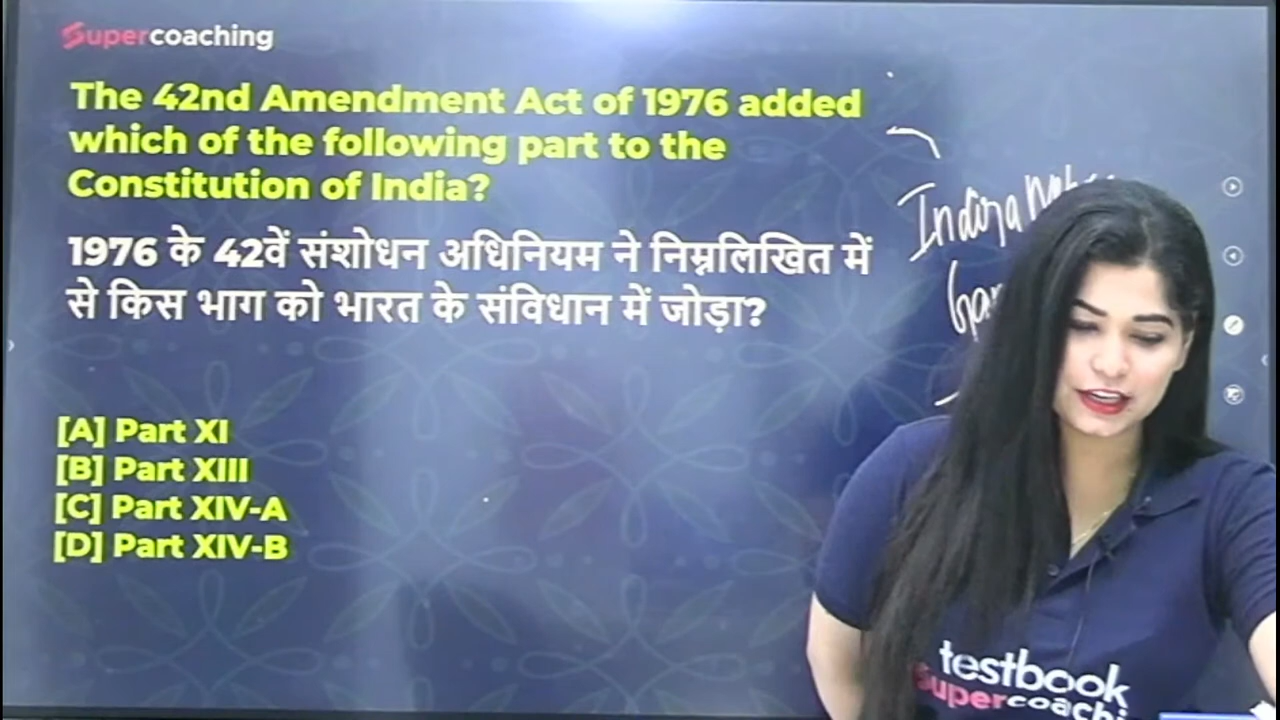 Supercoaching
The 42nd Amendment Act of 1976 added
which of the following part to the
Constitution of India?
1976 के 42वें संशोधन अधिनियम ने निम्नलिखित में
से किस भाग को भारत के संविधान में जोड़ा?
[A] Part XI
[B] Part XIII
[C] Part XIV-A
[D] Part XIV-B
Indira
testbook